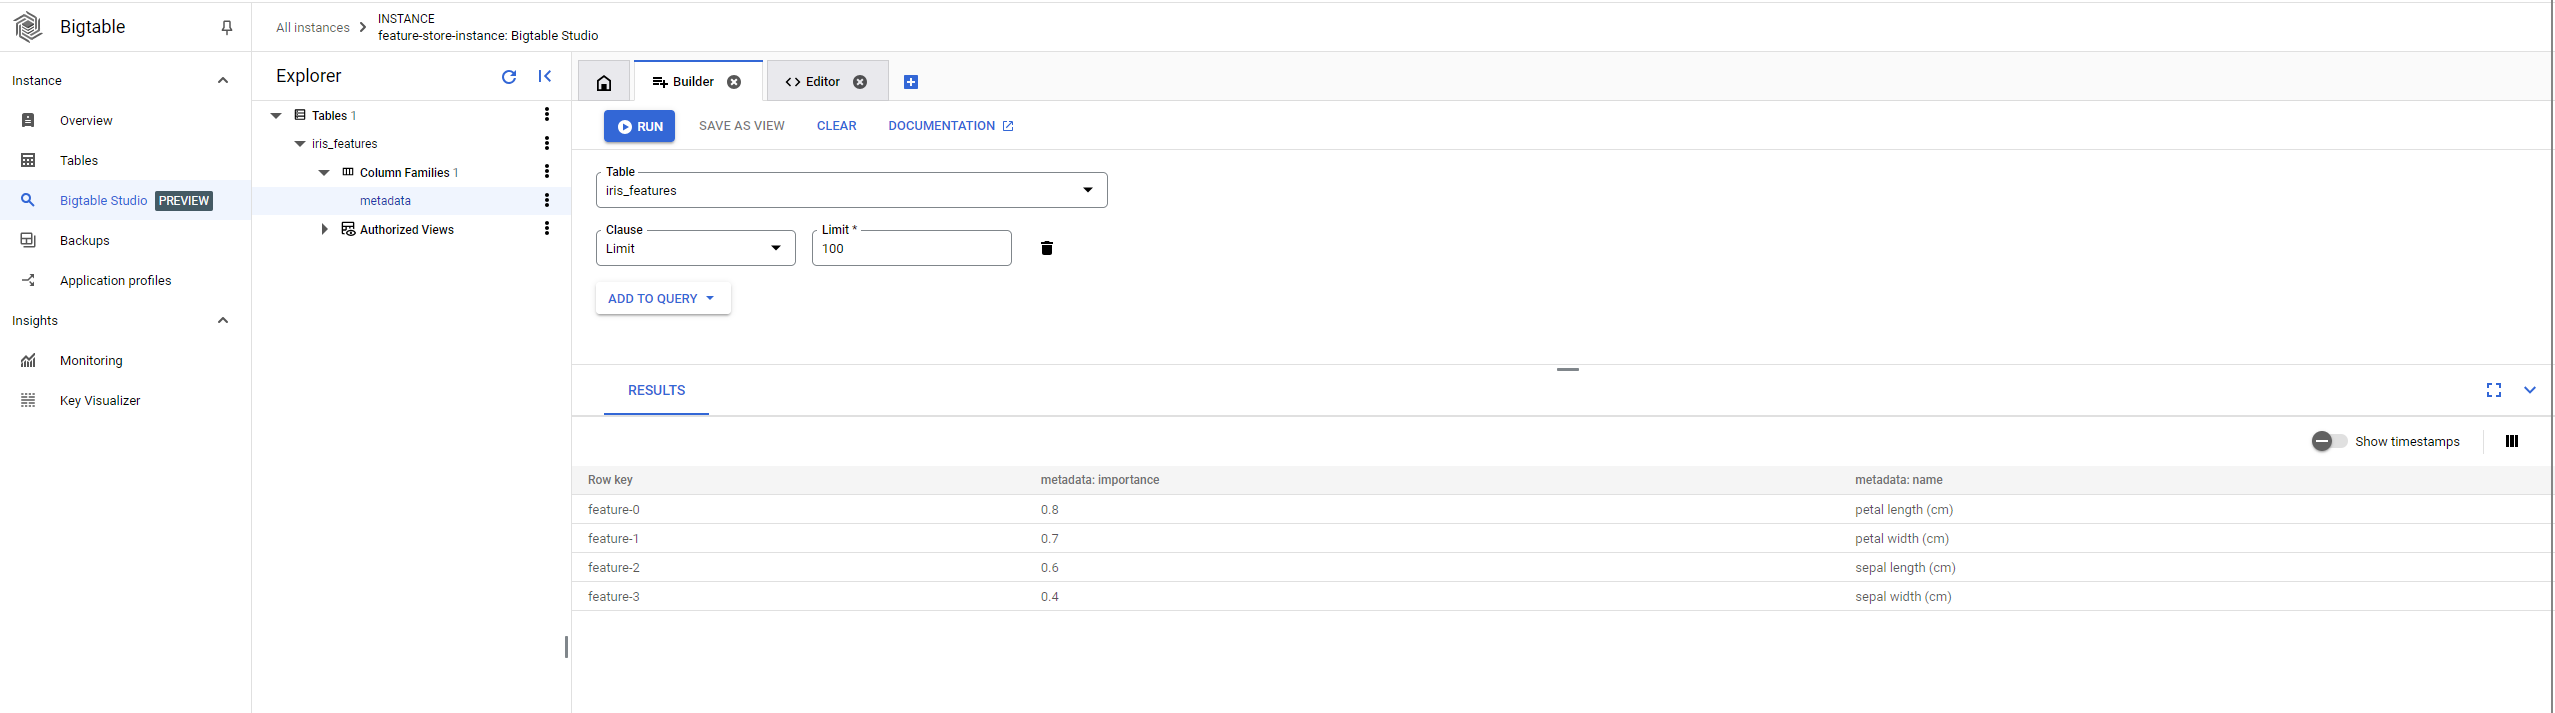 Bigtable
All instances
INSTANCE
feature-store-instance: Bigtable Studio
Instance
Overview
Tables
Bigtable Studio PREVIEW
Backups
Application profiles
Insights
Monitoring
Key Visualizer
Explorer
Tables 1
iris_features
Column Families 1
metadata
Authorized Views
Builder
Editor
RUN
SAVE AS VIEW
CLEAR
DOCUMENTATION
Table
iris_features
Clause
Limit
Limit *
100
ADD TO QUERY
RESULTS
Show timestamps
Row key metadata: importance metadata: name
feature-0 0.8 petal length (cm)
feature-1 0.7 petal width (cm)
feature-2 0.6 sepal length (cm)
feature-3 0.4 sepal width (cm)